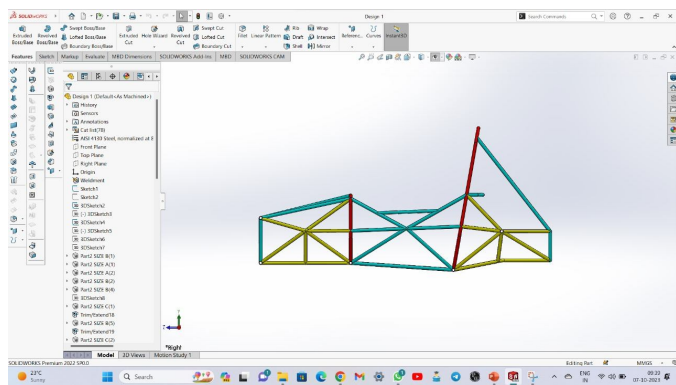 SOLIDWORKS
Design 1
Search Commands
Extruded Boss/Base
Revolved Boss/Base
Swept Boss/Base
Lofted Boss/Base
Boundary Boss/Base
Extruded Cut
Hole Wizard
Revolved Cut
Swept Cut
Lofted Cut
Boundary Cut
Fillet
Linear Pattern
Rib
Draft
Shell
Wrap
Intersect
Mirror
Referenc...
Curves
Instant3D
Features Sketch Markup Evaluate MBD Dimensions SOLIDWORKS Add-Ins MBD SOLIDWORKS CAM
Design 1 (Default<As Machined>)
History
Sensors
Annotations
Cut list(78)
AISI 4130 Steel, normalized at 8
Front Plane
Top Plane
Right Plane
Origin
Weldment
Sketch1
Sketch2
3DSketch2
(-) 3DSketch3
3DSketch4
(-) 3DSketch5
3DSketch6
3DSketch7
Part2 SIZE B(1)
Part2 SIZE A(1)
Part2 SIZE A(2)
Part2 SIZE B(2)
Part2 SIZE B(4)
3DSketch8
Part2 SIZE C(1)
Trim/Extend18
Part2 SIZE B(5)
Trim/Extend19
Part2 SIZE C(2)
*Right
Model 3D Views Motion Study 1
SOLIDWORKS Premium 2022 SP0.0
Editing Part
MMGS
23°C
Sunny
Search
ENG
IN
07-10-2023